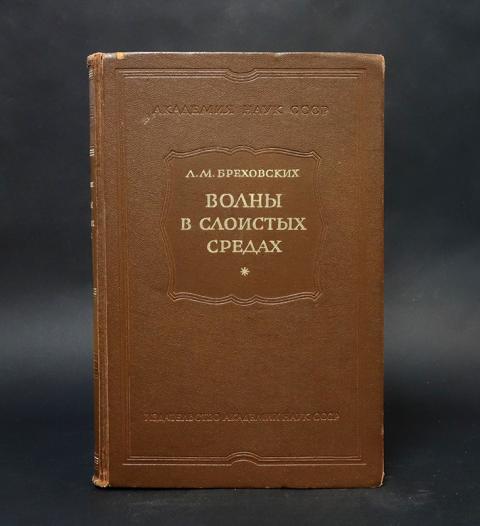 АКАДЕМИЯ НАУК СССР
Л. М. БРЕХОВСКИХ
ВОЛНЫ
В СЛОИСТЫХ
СРЕДАХ
*
ИЗДАТЕЛЬСТВО АКАДЕМИИ НАУК СССР